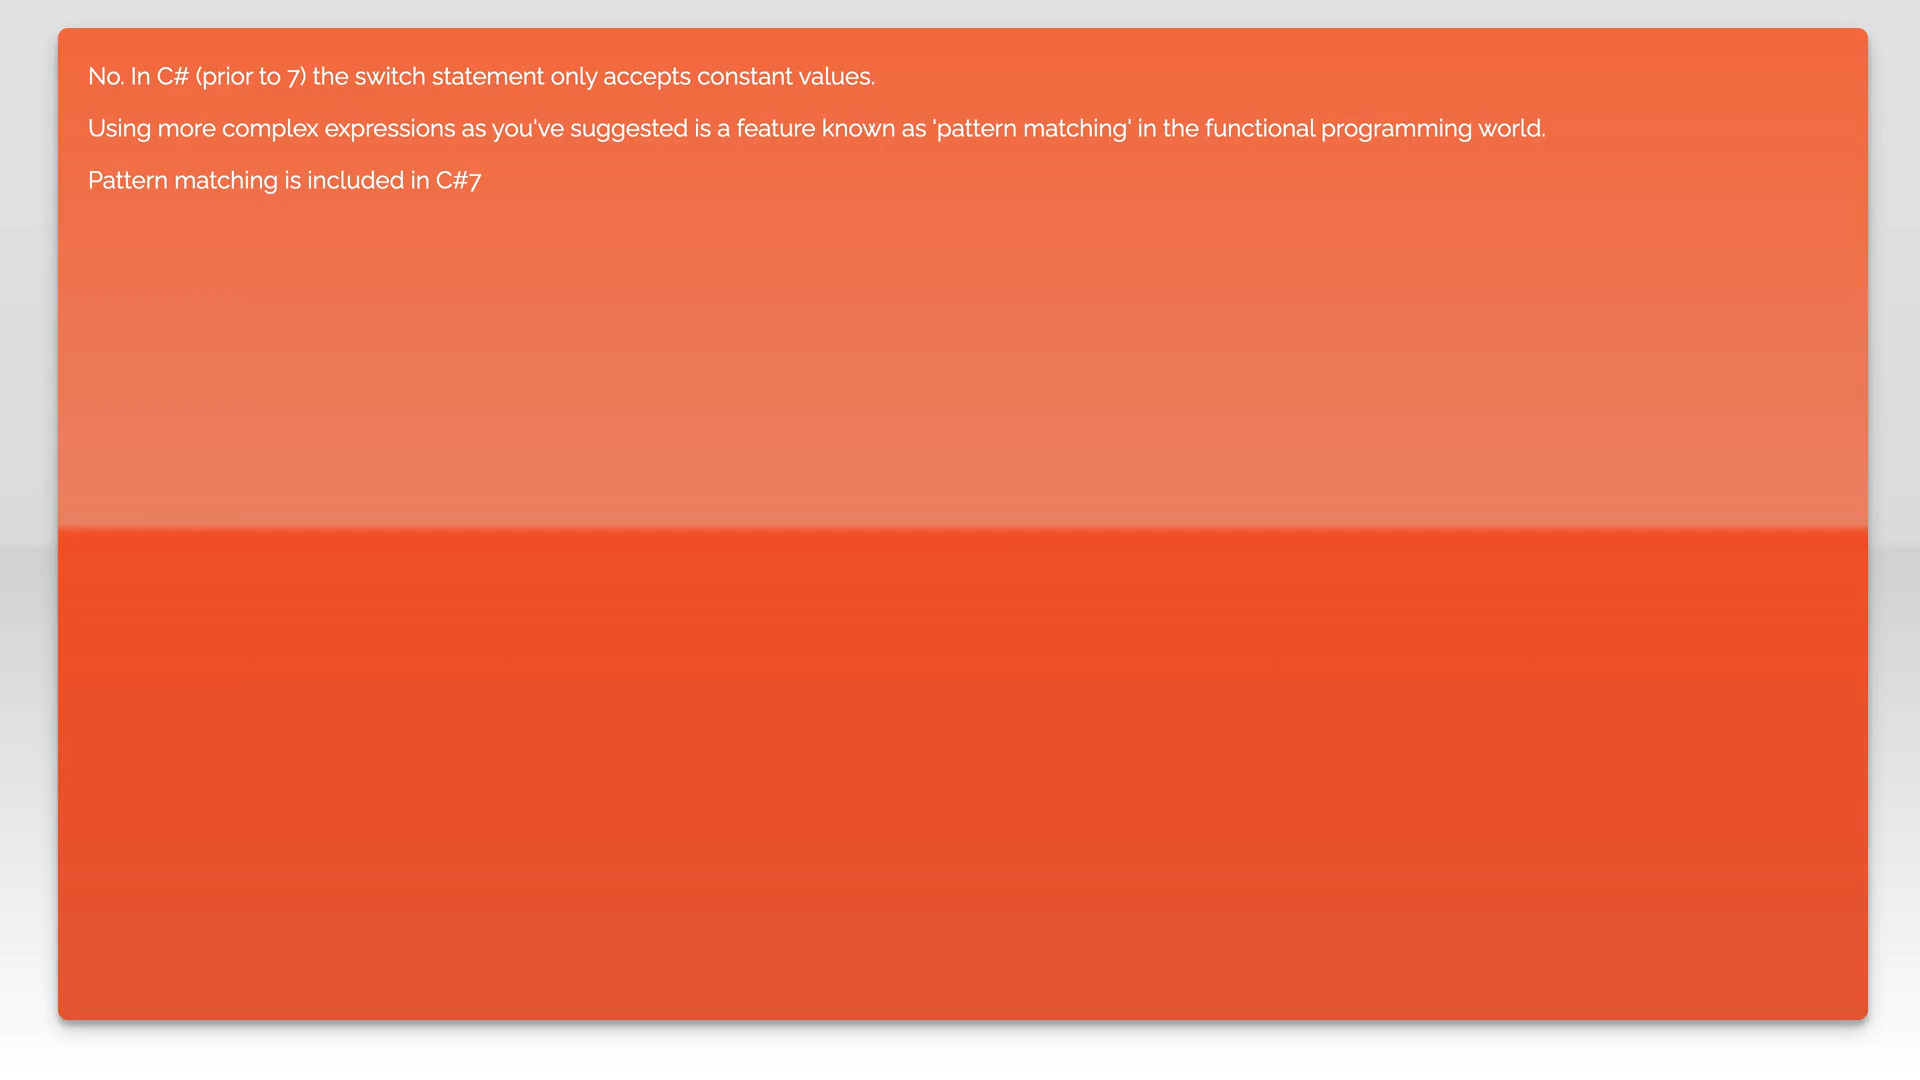 No. In C# (prior to 7) the switch statement only accepts constant values.
Using more complex expressions as you've suggested is a feature known as 'pattern matching' in the functional programming world.
Pattern matching is included in C#7